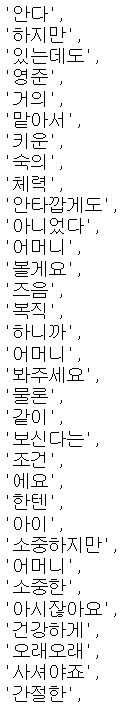 '안다',
'하지만',
'있는데도',
'영준',
'거의',
'맡아서',
'키운',
'숙의',
'체력',
'안타깝게도',
'아니었다',
'어머니',
'볼게요',
'즈음',
'복직',
'하니까',
'어머니',
'봐주세요',
'물론',
'같이',
'보신다는',
'조건',
'에요',
'한텐',
'아이',
'소중하지만',
'어머니',
'소중한',
'아시잖아요',
'건강하게',
'오래오래',
'사셔야죠',
'간절한',